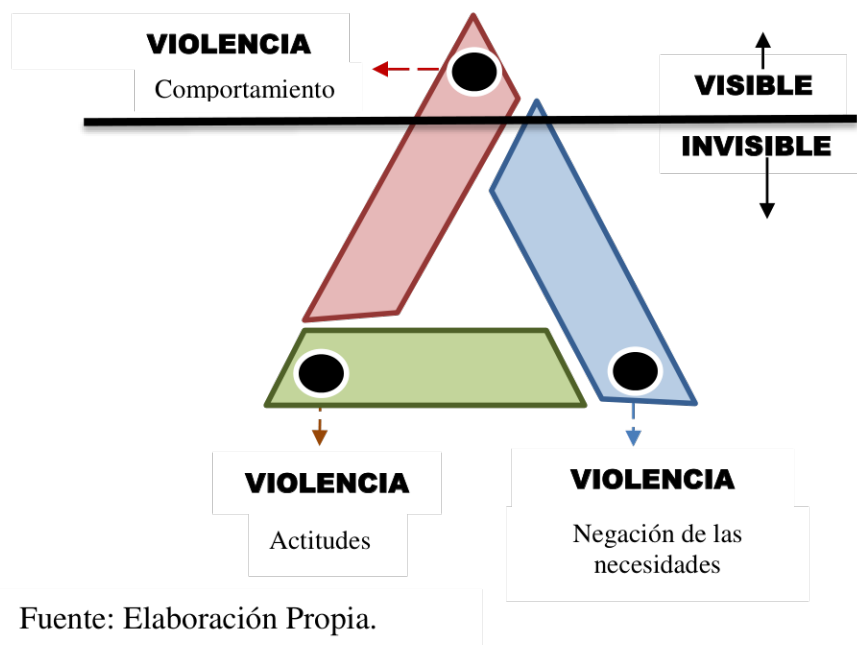 VIOLENCIA
Comportamiento
VISIBLE
INVISIBLE
VIOLENCIA
Actitudes
VIOLENCIA
Negación de las
necesidades
Fuente: Elaboración Propia.